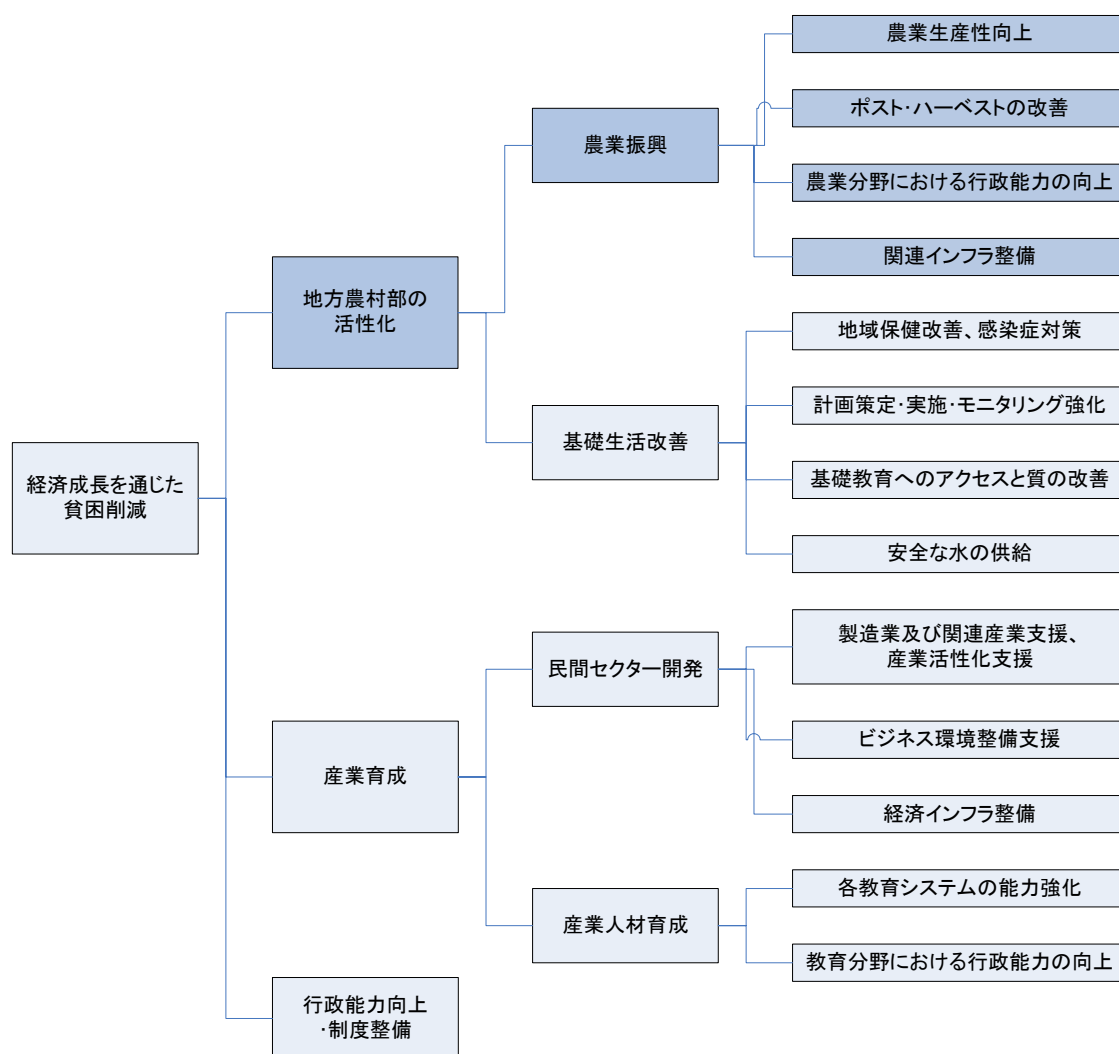 経済成長を通じた
貧困削減
地方農村部の
活性化
農業振興
農業生産性向上
ポスト・ハーベストの改善
農業分野における行政能力の向上
関連インフラ整備
基礎生活改善
地域保健改善、感染症対策
計画策定・実施・モニタリング強化
基礎教育へのアクセスと質の改善
安全な水の供給
産業育成
民間セクター開発
製造業及び関連産業支援、
産業活性化支援
ビジネス環境整備支援
経済インフラ整備
産業人材育成
各教育システムの能力強化
教育分野における行政能力の向上
行政能力向上
・制度整備